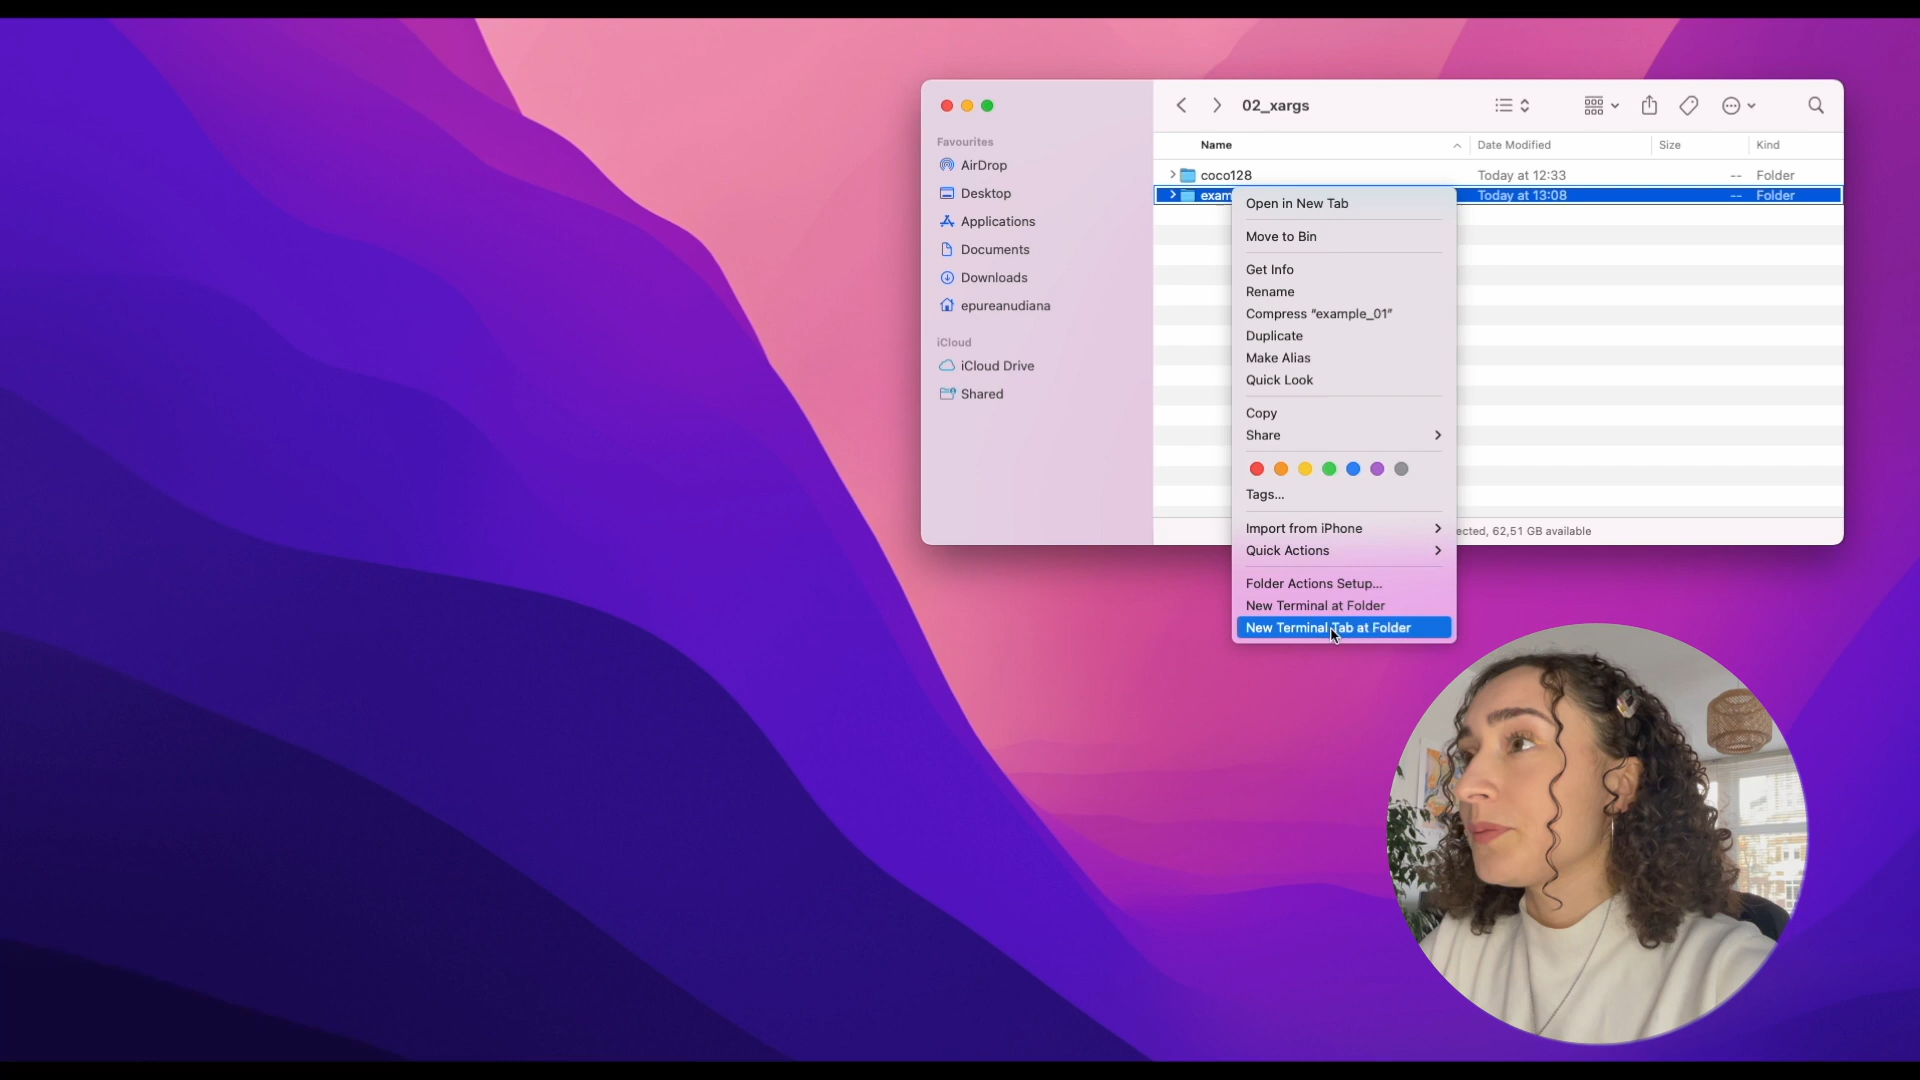 02_xargs
Favourites
AirDrop
Desktop
Applications
Documents
Downloads
epureanudiana
iCloud
iCloud Drive
Shared
Name Date Modified Size Kind
coco128 Today at 12:33 -- Folder
exam Today at 13:08 -- Folder
Open in New Tab
Move to Bin
Get Info
Rename
Compress “example_01”
Duplicate
Make Alias
Quick Look
Copy
Share
Tags...
Import from iPhone
Quick Actions
Folder Actions Setup...
New Terminal at Folder
New Terminal Tab at Folder
ected, 62,51 GB available